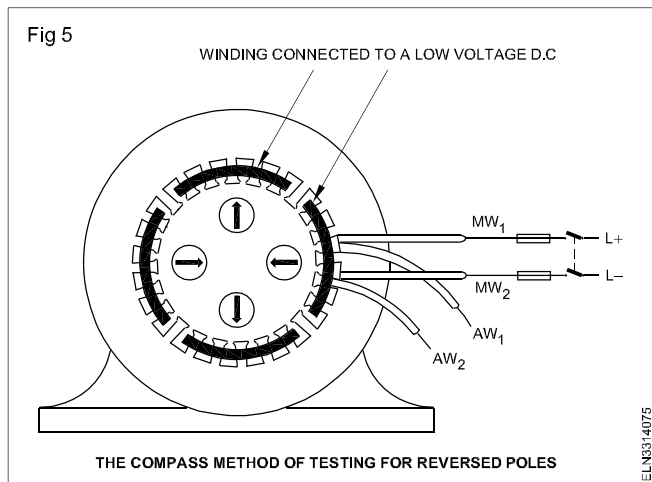 Fig 5
WINDING CONNECTED TO A LOW VOLTAGE D.C
MW1
L+
MW2
L–
AW1
AW2
THE COMPASS METHOD OF TESTING FOR REVERSED POLES
ELN3314075